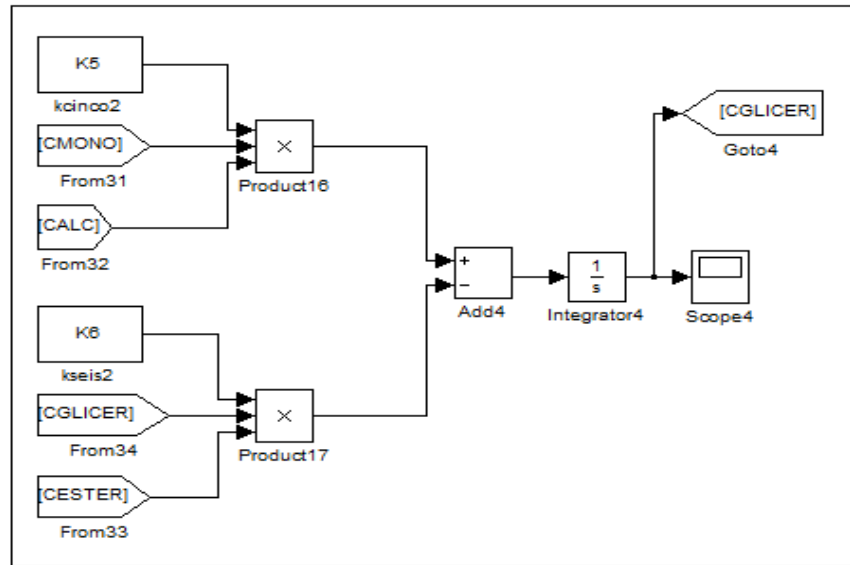 K5
kcinco2
[CMONO]
From31
×
Product16
[CALC]
From32
[CGLICER]
Goto4
+
−
Add4
1
s
Integrator4
Scope4
K6
kseis2
[CGLICER]
From34
×
Product17
[CESTER]
From33